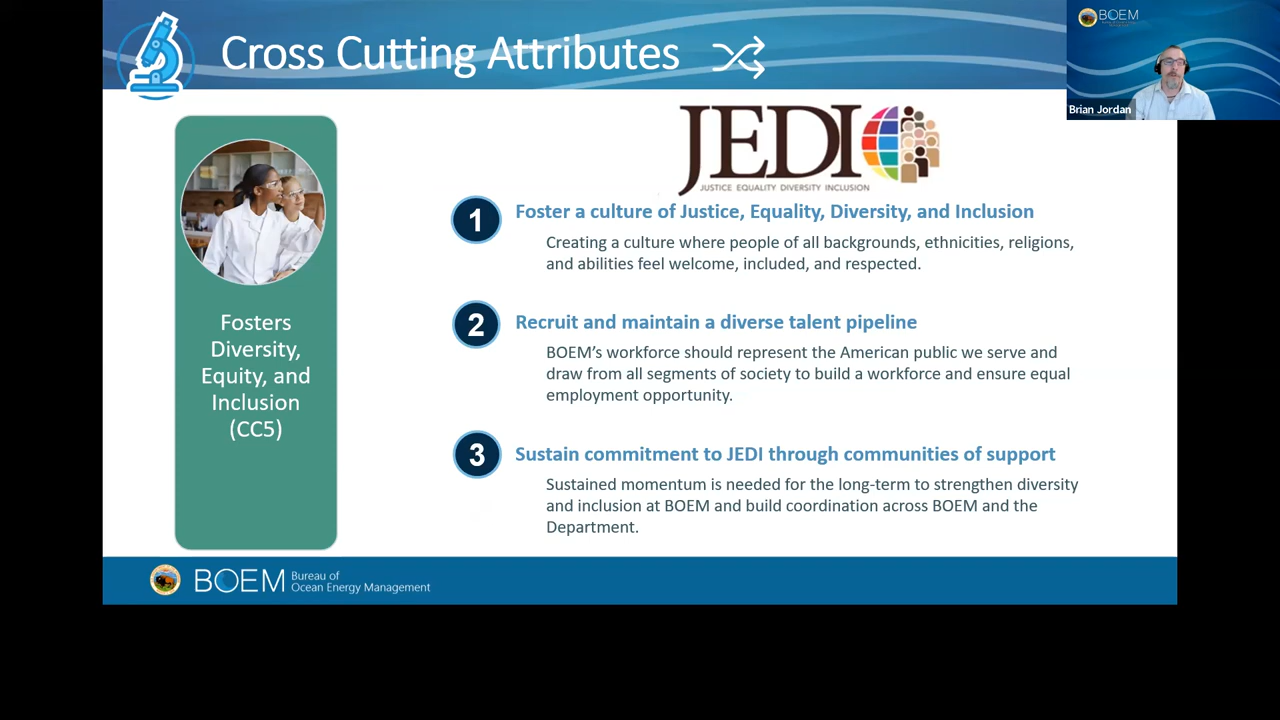 Cross Cutting Attributes
BOEM
Brian Jordan
JEDI
JUSTICE EQUALITY DIVERSITY INCLUSION
Fosters
Diversity,
Equity, and
Inclusion
(CC5)
1
Foster a culture of Justice, Equality, Diversity, and Inclusion
Creating a culture where people of all backgrounds, ethnicities, religions,
and abilities feel welcome, included, and respected.
2
Recruit and maintain a diverse talent pipeline
BOEM’s workforce should represent the American public we serve and
draw from all segments of society to build a workforce and ensure equal
employment opportunity.
3
Sustain commitment to JEDI through communities of support
Sustained momentum is needed for the long-term to strengthen diversity
and inclusion at BOEM and build coordination across BOEM and the
Department.
BOEM
Bureau of
Ocean Energy Management